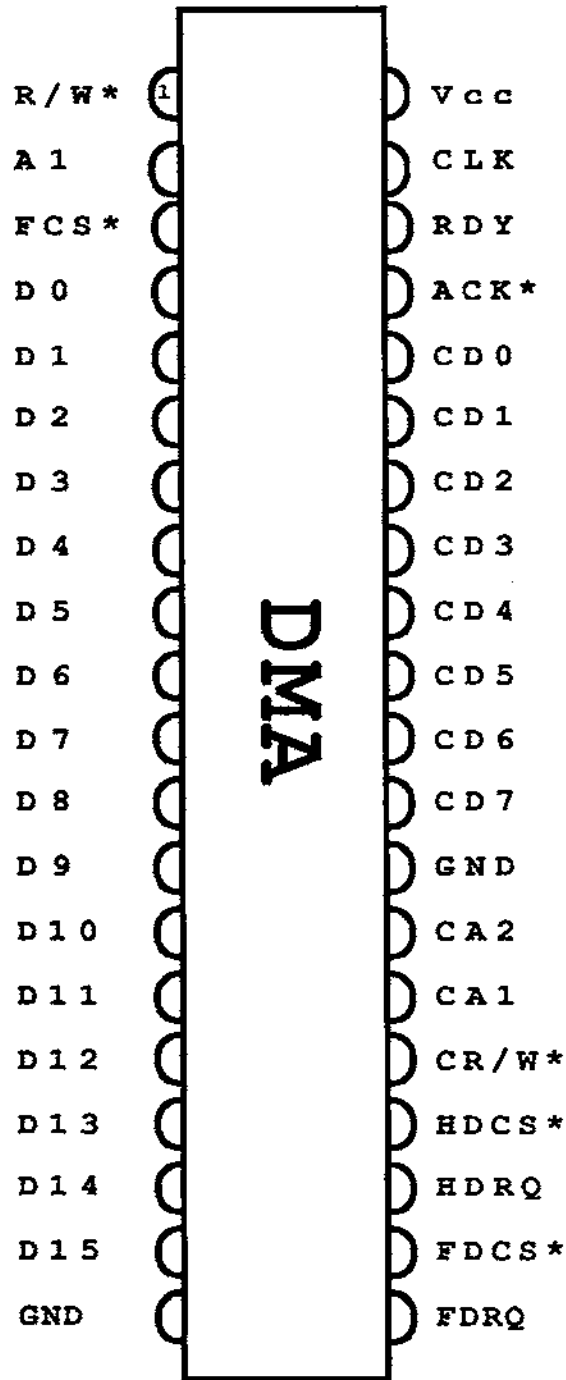 R/W* 1 Vcc
A1 CLK
FCS* RDY
D0 ACK*
D1 CD0
D2 CD1
D3 CD2
D4 CD3
D5 CD4
D6 CD5
D7 CD6
D8 CD7
D9 GND
D10 CA2
D11 CA1
D12 CR/W*
D13 HDCS*
D14 HDRQ
D15 FDCS*
GND FDRQ
DMA